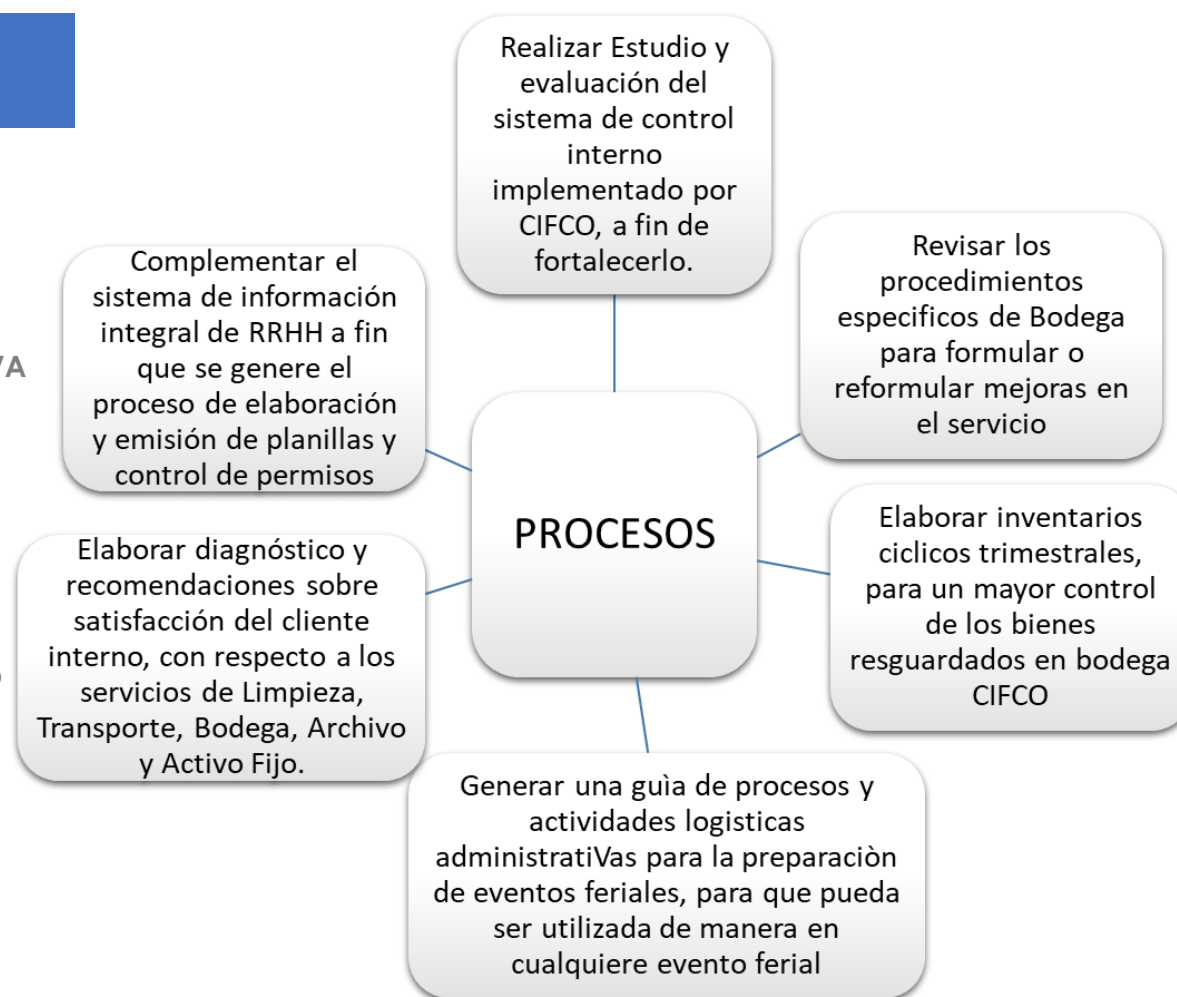 Realizar Estudio y
evaluación del
sistema de control
interno
implementado por
CIFCO, a fin de
fortalecerlo.
Revisar los
procedimientos
especificos de Bodega
para formular o
reformular mejoras en
el servicio
Elaborar inventarios
ciclicos trimestrales,
para un mayor control
de los bienes
resguardados en bodega
CIFCO
Generar una guìa de procesos y
actividades logisticas
administratiVas para la preparaciòn
de eventos feriales, para que pueda
ser utilizada de manera en
cualquiere evento ferial
Elaborar diagnóstico y
recomendaciones sobre
satisfacción del cliente
interno, con respecto a los
servicios de Limpieza,
Transporte, Bodega, Archivo
y Activo Fijo.
Complementar el
sistema de información
integral de RRHH a fin
que se genere el
proceso de elaboración
y emisión de planillas y
control de permisos
PROCESOS